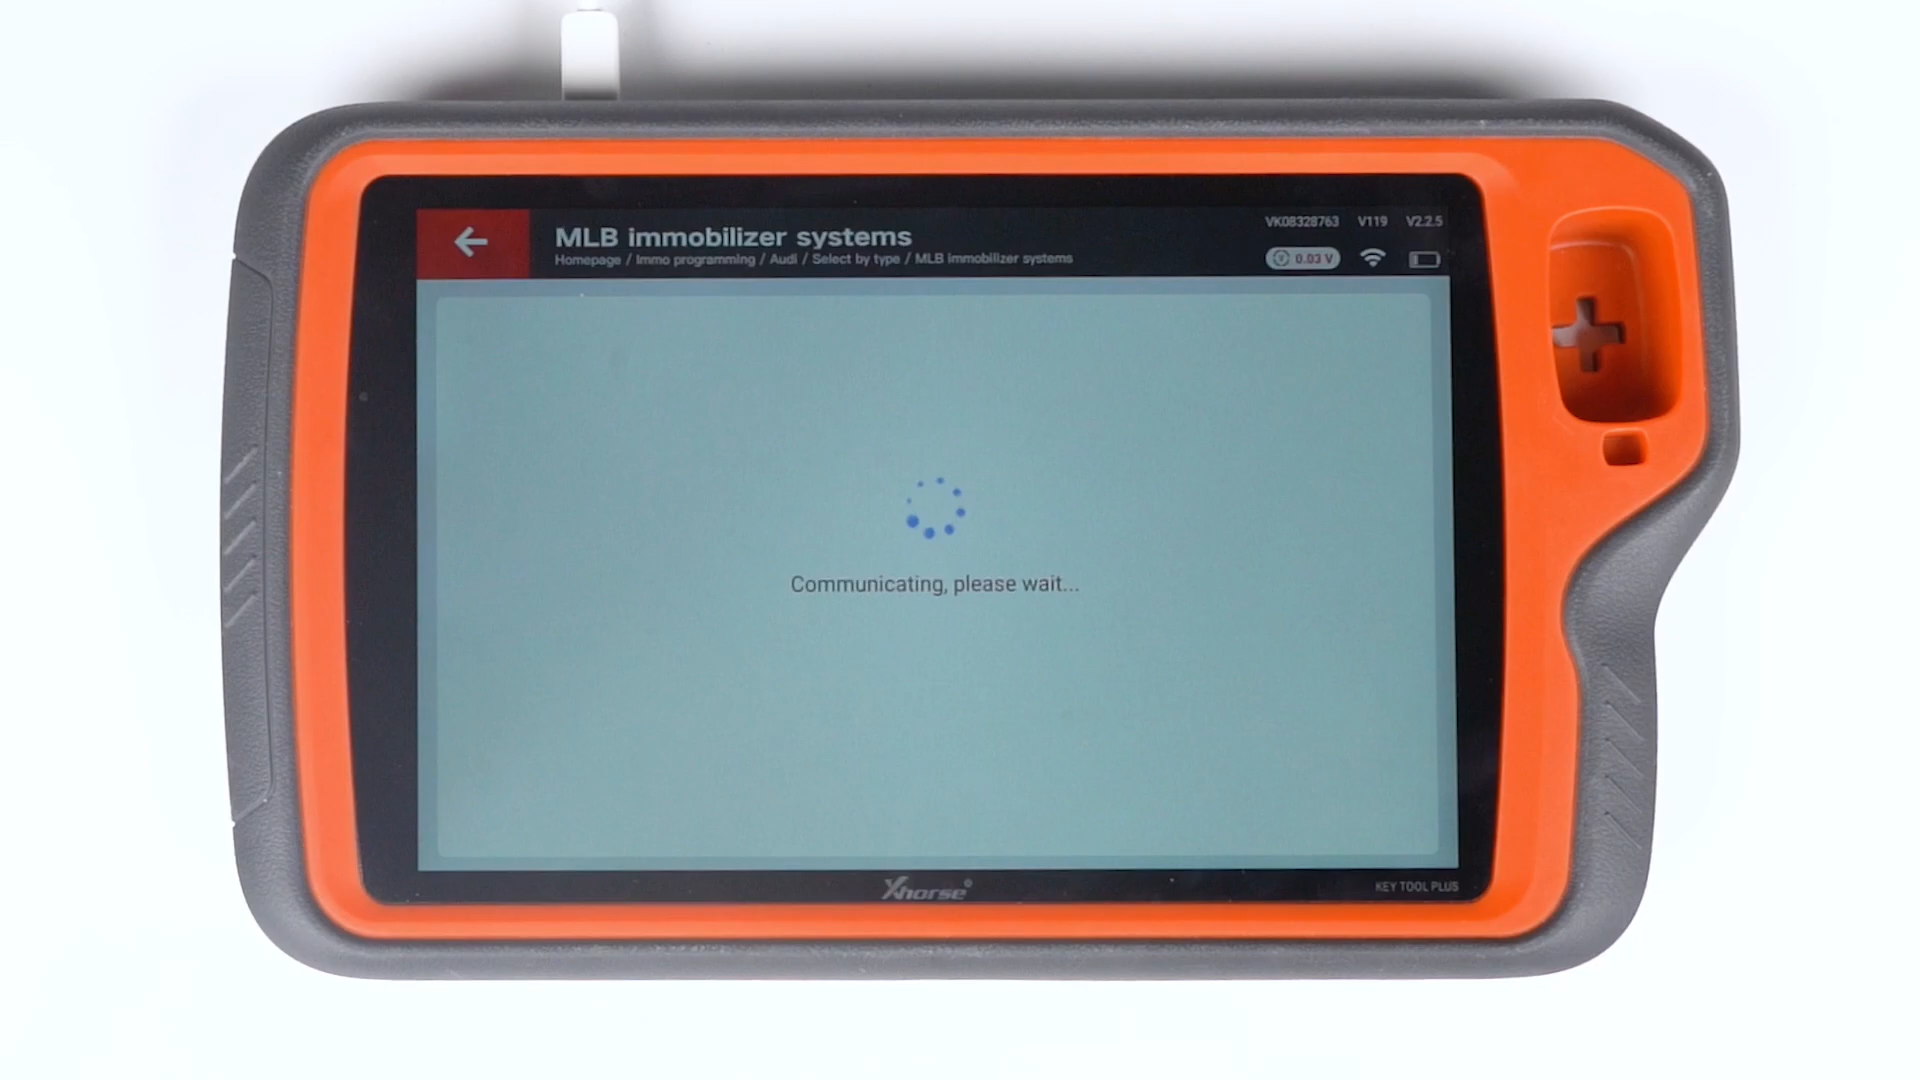 MLB immobilizer systems
Homepage / Immo programming / Audi / Select by type / MLB immobilizer systems
VK08328763 V119 V2.2.5
0.03 V
Communicating, please wait...
Xhorse
KEY TOOL PLUS